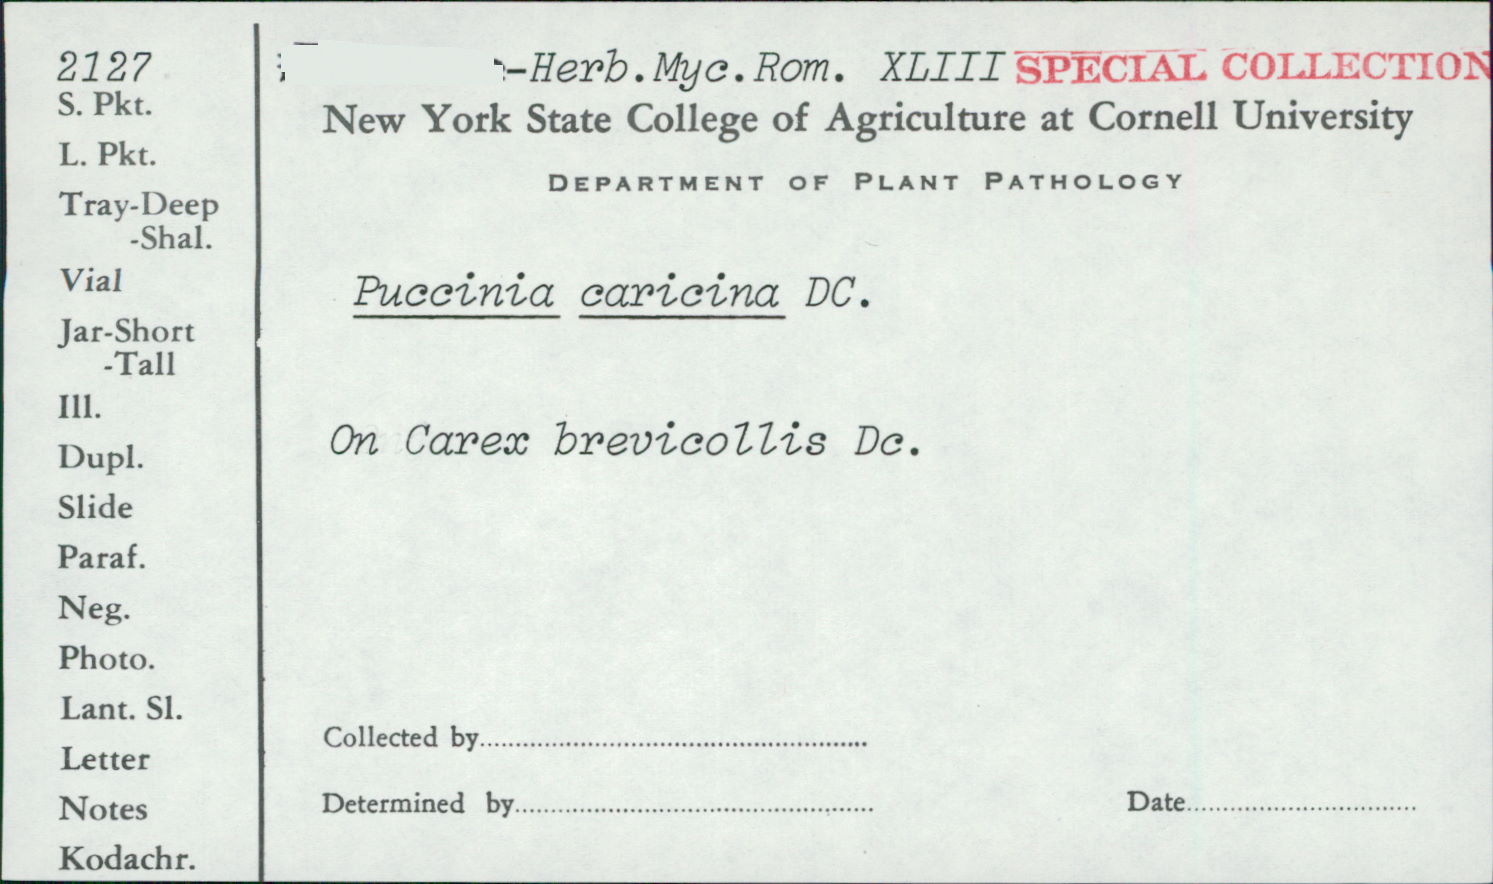 2127
-Herb.Myc.Rom. XLIII SPECIAL COLLECTION
New York State College of Agriculture at Cornell University
DEPARTMENT OF PLANT PATHOLOGY
S. Pkt.
L. Pkt.
Tray-Deep
-Shal.
Vial
Jar-Short
-Tall
Ill.
Dupl.
Slide
Paraf.
Neg.
Photo.
Lant. Sl.
Letter
Notes
Kodachr.
Puccinia caricina DC.
On Carex brevicollis Dc.
Collected by
Determined by
Date